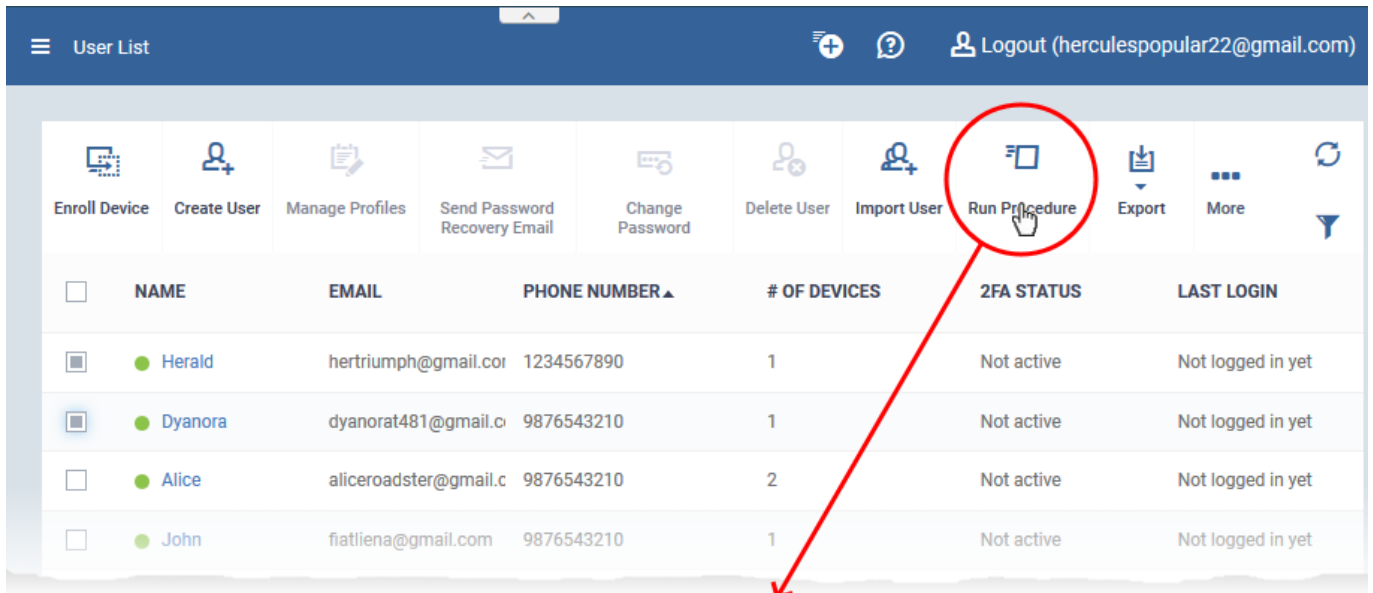 User List
Logout (herculespopular22@gmail.com)
Enroll Device Create User Manage Profiles Send Password Recovery Email Change Password Delete User Import User Run Procedure Export More
NAME EMAIL PHONE NUMBER # OF DEVICES 2FA STATUS LAST LOGIN
Herald hertriumph@gmail.cor 1234567890 1 Not active Not logged in yet
Dyanora dyanorat481@gmail.c 9876543210 1 Not active Not logged in yet
Alice aliceroadster@gmail.c 9876543210 2 Not active Not logged in yet
John fiatliena@gmail.com 9876543210 1 Not active Not logged in yet